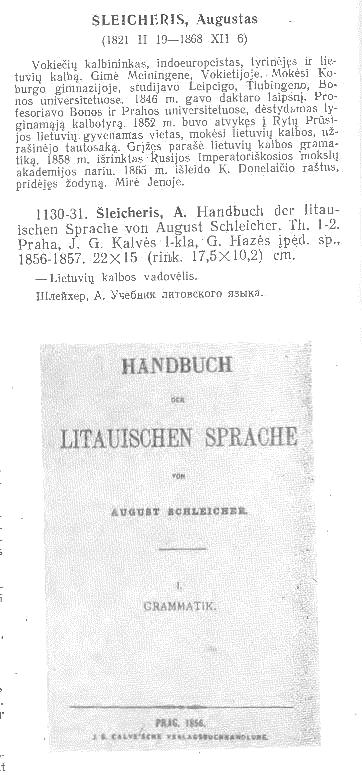 ŠLEICHERIS, Augustas
(1821 II 19—1868 XII 6)
Vokiečių kalbininkas, indoeuropeistas, tyrinėjęs ir lie-
tuvių kalbą. Gimė Meiningene, Vokietijoje. Mokėsi Ko-
burgo gimnazijoje, studijavo Leipcigo, Tiubingeno, Bo-
nos universitetuose. 1846 m. gavo daktaro laipsnį. Pro-
fesoriavo Bonos ir Prahos universitetuose, dėstydamas ly-
ginamąją kalbotyrą. 1852 m. buvo atvykęs į Rytų Prūsi-
jos lietuvių gyvenamas vietas, mokėsi lietuvių kalbos, už-
rašinėjo tautosaką. Grįžęs parašė lietuvių kalbos grama-
tiką. 1858 m. išrinktas Rusijos Imperatoriškosios mokslų
akademijos nariu. 1865 m. išleido K. Donelaičio raštus,
pridėjęs žodyną. Mirė Jenoje.
1130-31. Šleicheris, A. Handbuch der litau-
ischen Sprache von August Schleicher. Th. 1-2.
Praha, J. G. Kalvės l-kla, G. Hazės įpėd. sp.,
1856-1857. 22×15 (rink. 17,5×10,2) cm.
— Lietuvių kalbos vadovėlis.
Шлейхер, А. Учебник литовского языка.
HANDBUCH
DER
LITAUISCHEN SPRACHE
VON
AUGUST SCHLEICHER.
I.
GRAMMATIK.
PRAG, 1856.
J. G. CALVE'SCHE VERLAGSBUCHHANDLUNG.